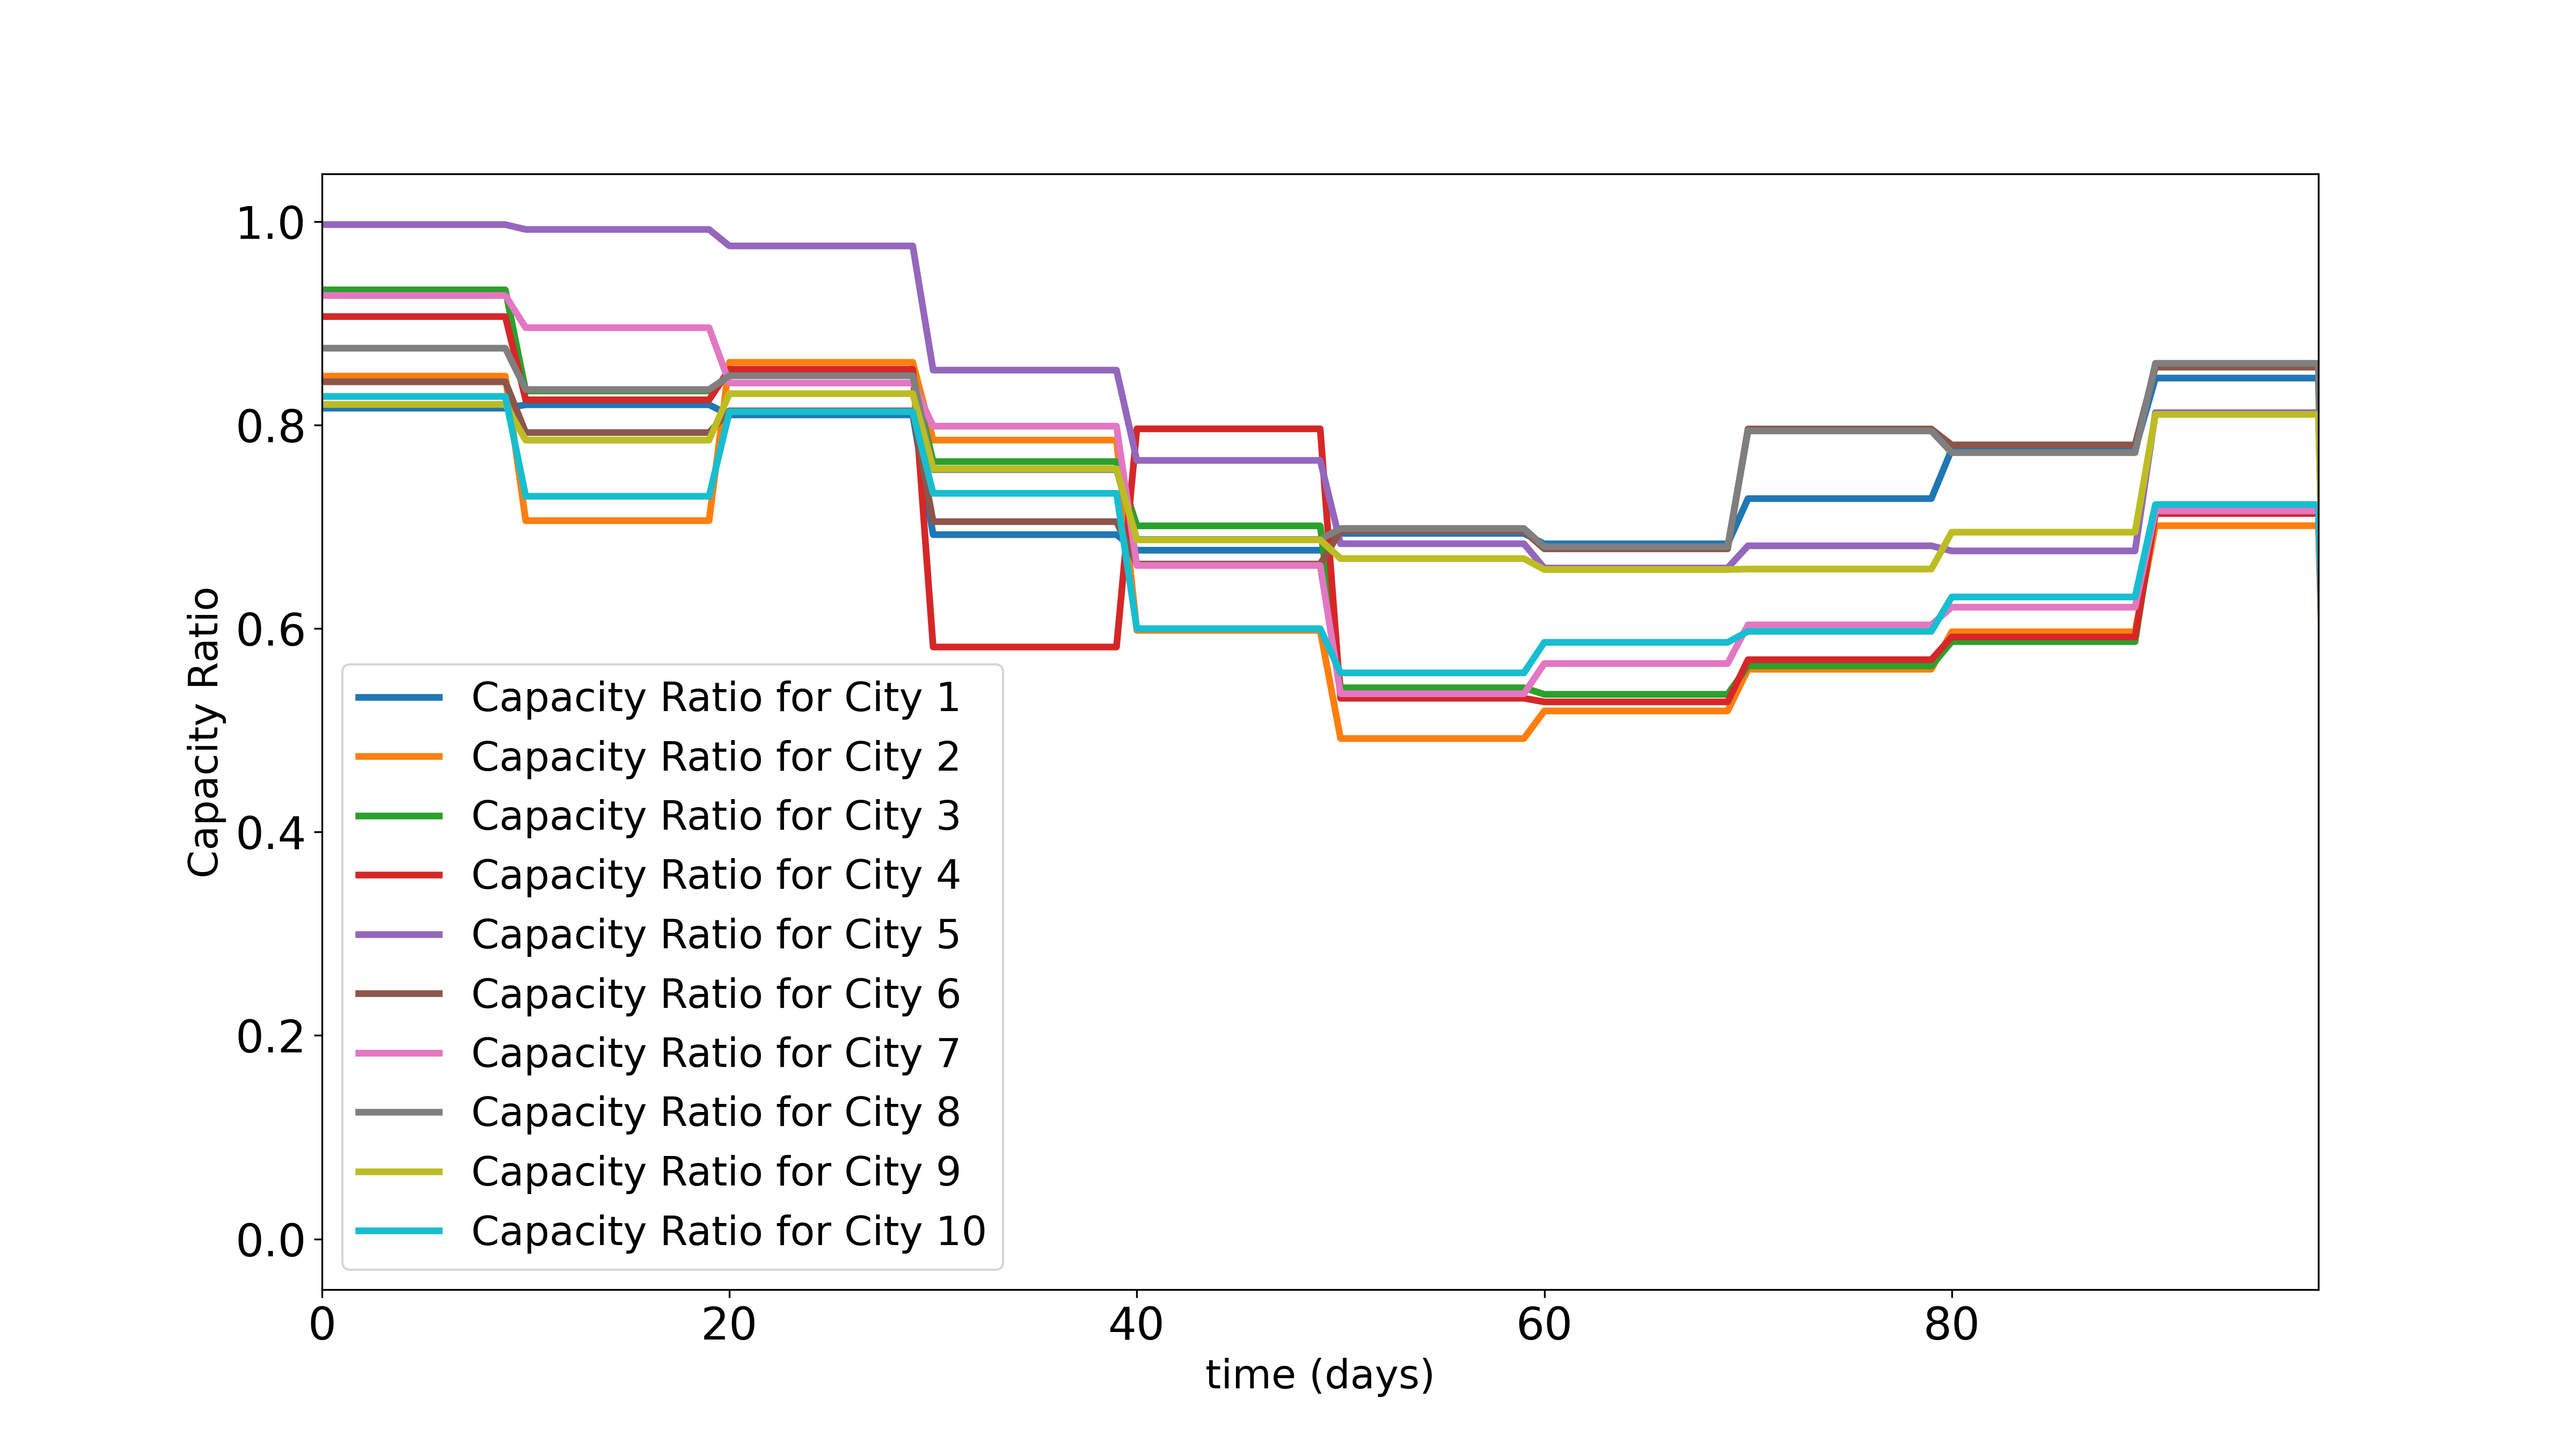 1.0
0.8
0.6
0.4
0.2
0.0
Capacity Ratio
Capacity Ratio for City 1
Capacity Ratio for City 2
Capacity Ratio for City 3
Capacity Ratio for City 4
Capacity Ratio for City 5
Capacity Ratio for City 6
Capacity Ratio for City 7
Capacity Ratio for City 8
Capacity Ratio for City 9
Capacity Ratio for City 10
0 20 40 60 80
time (days)